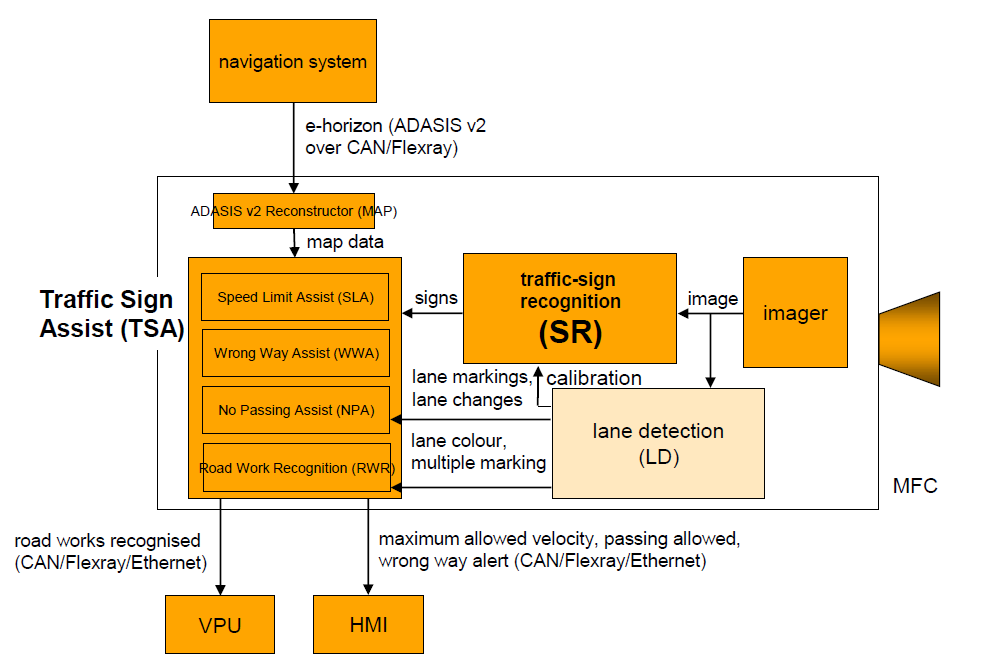 navigation system
e-horizon (ADASIS v2
over CAN/Flexray)
ADASIS v2 Reconstructor (MAP)
map data
Traffic Sign
Assist (TSA)
Speed Limit Assist (SLA)
Wrong Way Assist (WWA)
No Passing Assist (NPA)
Road Work Recognition (RWR)
signs
traffic-sign
recognition
(SR)
image
imager
lane markings,
lane changes
calibration
lane colour,
multiple marking
lane detection
(LD)
MFC
road works recognised
(CAN/Flexray/Ethernet)
maximum allowed velocity, passing allowed,
wrong way alert (CAN/Flexray/Ethernet)
VPU
HMI